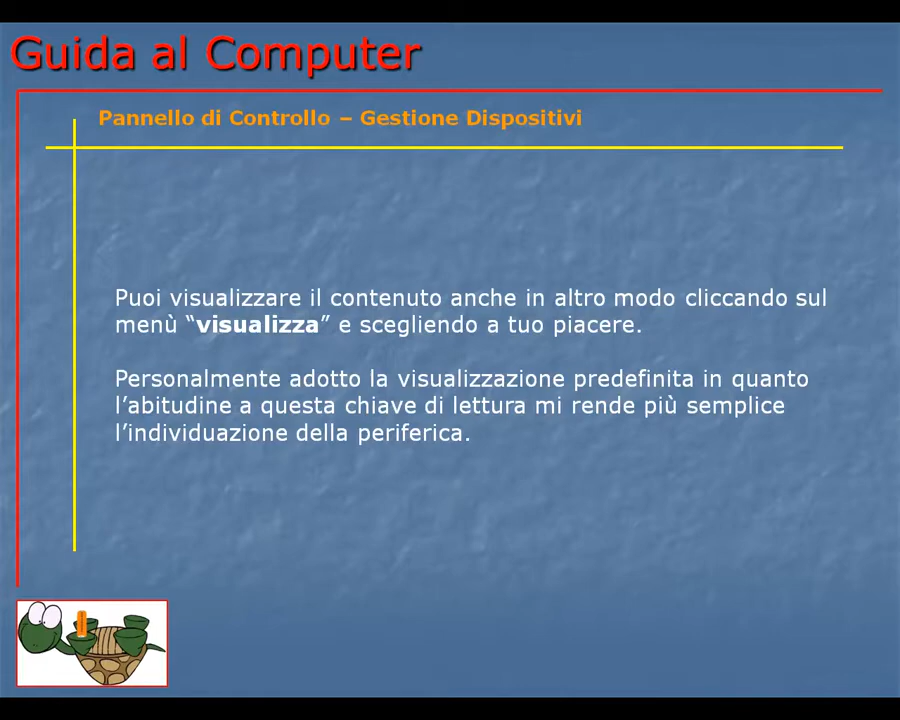 Guida al Computer
Pannello di Controllo – Gestione Dispositivi
Puoi visualizzare il contenuto anche in altro modo cliccando sul
menù “visualizza” e scegliendo a tuo piacere.
Personalmente adotto la visualizzazione predefinita in quanto
l’abitudine a questa chiave di lettura mi rende più semplice
l’individuazione della periferica.